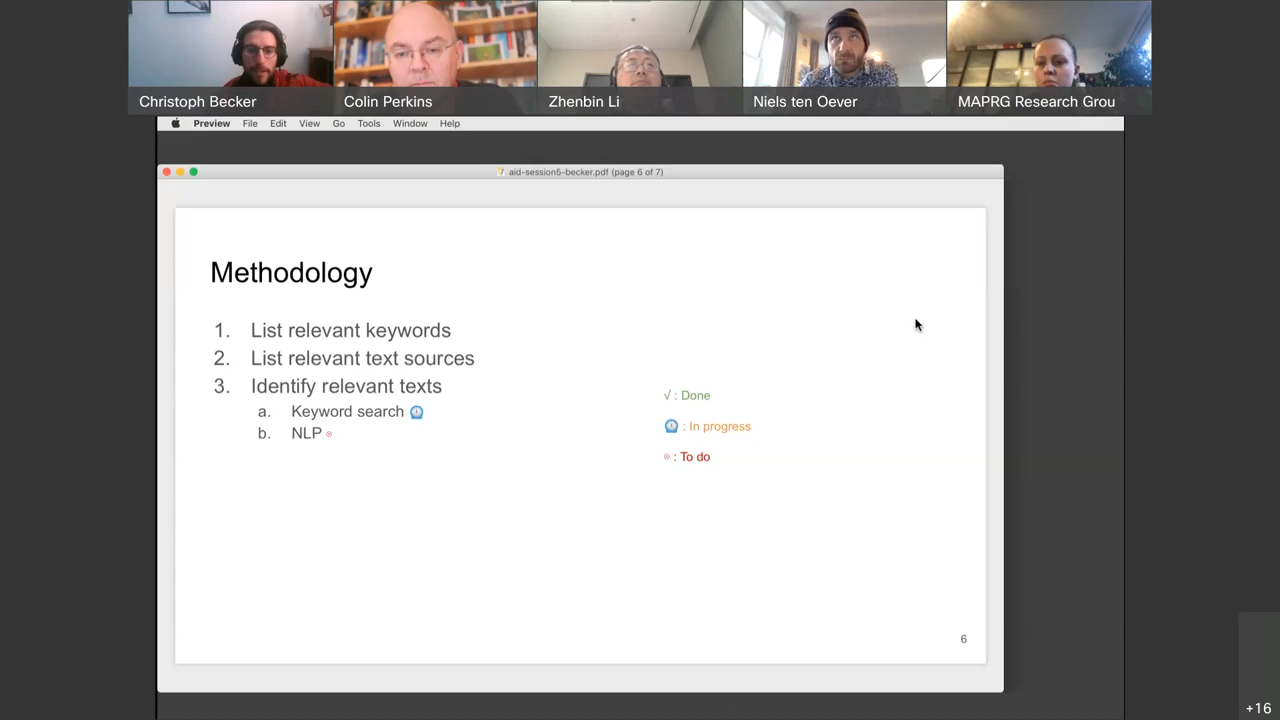 Christoph Becker
Colin Perkins
Zhenbin Li
Niels ten Oever
MAPRG Research Grou
Preview File Edit View Go Tools Window Help
aid-session5-becker.pdf (page 6 of 7)
Methodology
1. List relevant keywords
2. List relevant text sources
3. Identify relevant texts
a. Keyword search
b. NLP
√ : Done
: In progress
: To do
6
+16